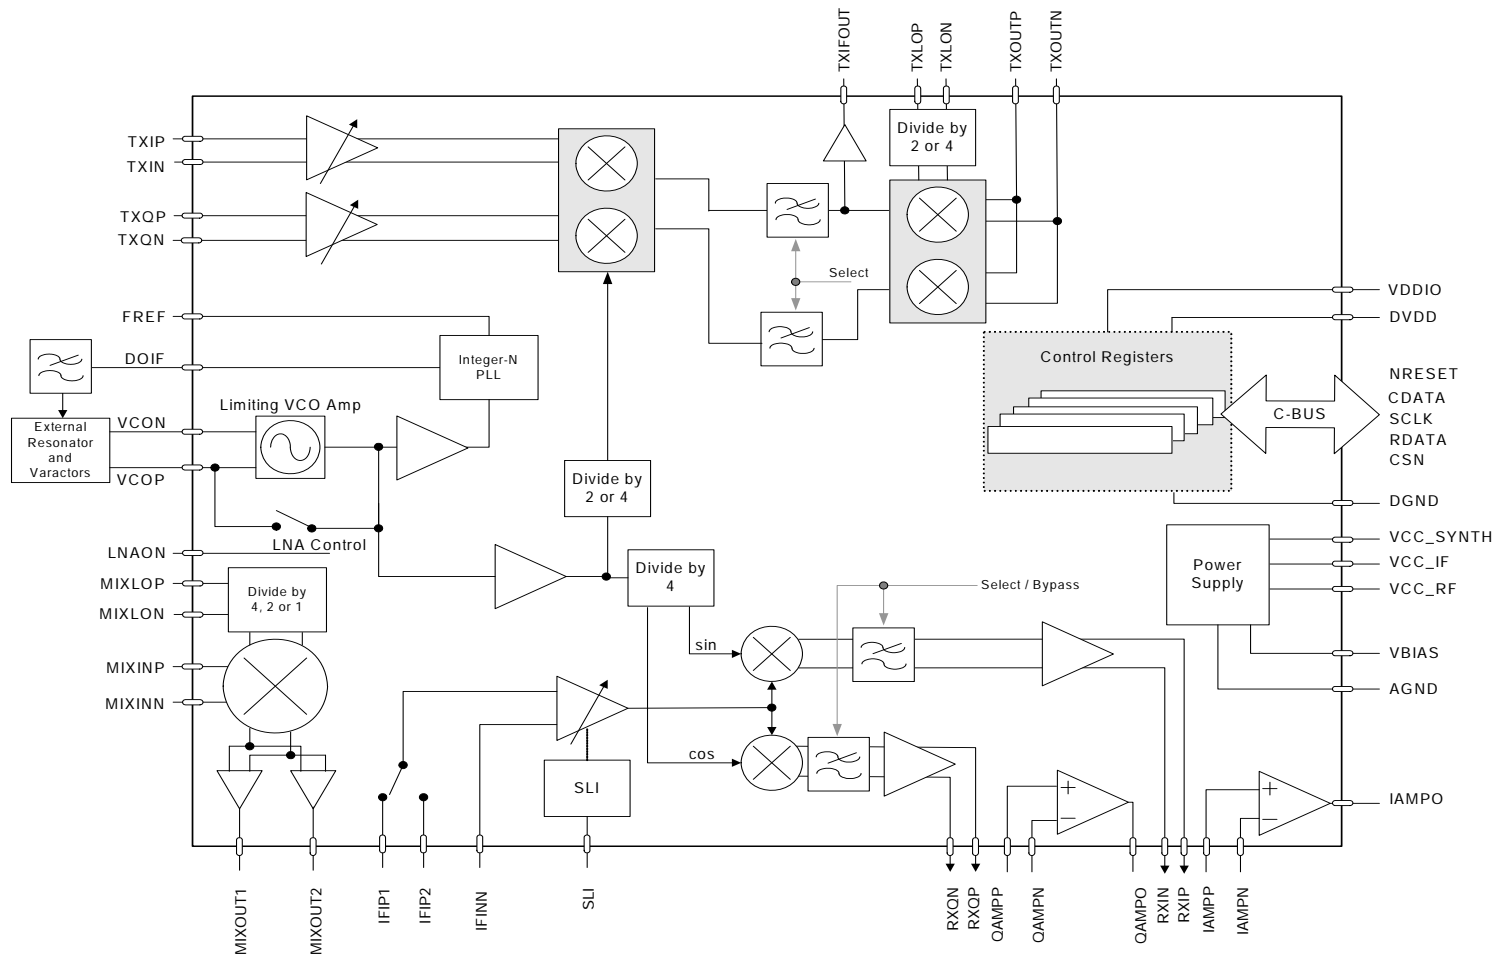 TXIFOUT
TXLOP
TXLON
TXOUTP
TXOUTN
TXIP
TXIN
TXQP
TXQN
Divide by
2 or 4
Select
FREF
DOIF
Integer-N
PLL
Limiting VCO Amp
VCON
External
Resonator
and
Varactors
VCOP
LNA Control
LNAON
Divide by
2 or 4
Divide by
4
MIXLOP
MIXLON
Divide by
4, 2 or 1
MIXINP
MIXINN
sin
cos
Select / Bypass
SLI
VDDIO
DVDD
Control Registers
C-BUS
NRESET
CDATA
SCLK
RDATA
CSN
DGND
Power
Supply
VCC_SYNTH
VCC_IF
VCC_RF
VBIAS
AGND
IAMPO
MIXOUT1
MIXOUT2
IFIP1
IFIP2
IFINN
SLI
RXQN
RXQP
QAMPP
QAMPN
QAMPO
RXIN
RXIP
IAMPP
IAMPN